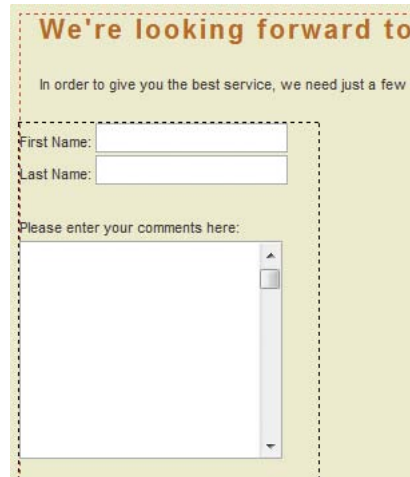 We're looking forward to
In order to give you the best service, we need just a few
First Name:
Last Name:
Please enter your comments here: